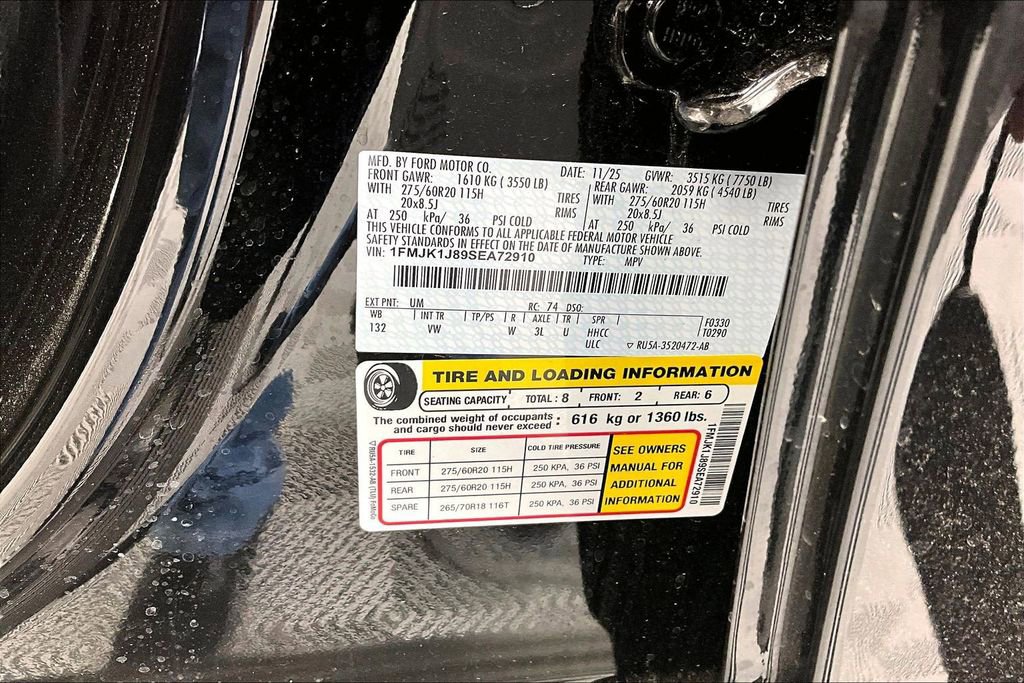 MFD. BY FORD MOTOR CO. DATE: 11/25 GVWR: 3515 KG ( 7750 LB)
FRONT GAWR: 1610 KG ( 3550 LB) REAR GAWR: 2059 KG ( 4540 LB)
WITH 275/60R20 115H TIRES WITH 275/60R20 115H TIRES
20x8.5J RIMS 20x8.5J RIMS
AT 250 kPa/ 36 PSI COLD AT 250 kPa/ 36 PSI COLD
THIS VEHICLE CONFORMS TO ALL APPLICABLE FEDERAL MOTOR VEHICLE
SAFETY STANDARDS IN EFFECT ON THE DATE OF MANUFACTURE SHOWN ABOVE.
VIN: 1FMJK1J89SEA72910 TYPE: MPV
EXT PNT: UM RC: 74 DSO:
WB INT TR TP/PS R AXLE TR SPR F0330
132 VW W 3L U HHCC T0290
ULC ▽ RU5A-3520472-AB
TIRE AND LOADING INFORMATION
SEATING CAPACITY TOTAL : 8 FRONT: 2 REAR: 6
The combined weight of occupants and cargo should never exceed : 616 kg or 1360 lbs.
TIRE SIZE COLD TIRE PRESSURE
FRONT 275/60R20 115H 250 KPA, 36 PSI
REAR 275/60R20 115H 250 KPA, 36 PSI
SPARE 265/70R18 116T 250 KPA, 36 PSI
SEE OWNERS
MANUAL FOR
ADDITIONAL
INFORMATION
1FMJK1J89SEA72910